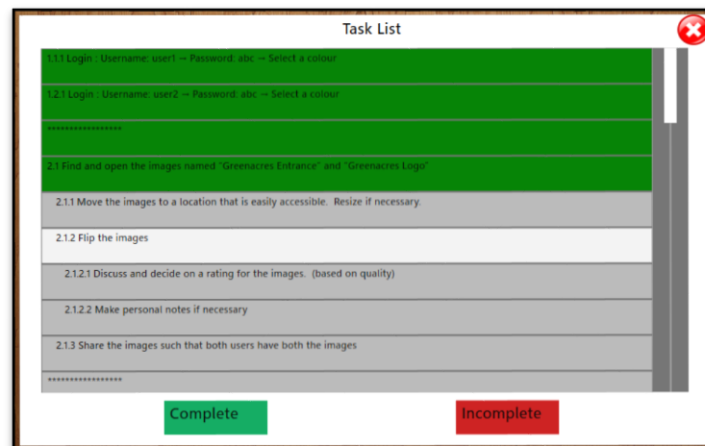 Task List
1.1.1 Login : Username: user1 -- Password: abc -- Select a colour
1.2.1 Login : Username: user2 -- Password: abc -- Select a colour
*****************
2.1 Find and open the images named "Greenacres Entrance" and "Greenacres Logo"
2.1.1 Move the images to a location that is easily accessible. Resize if necessary.
2.1.2 Flip the images
2.1.2.1 Discuss and decide on a rating for the images. (based on quality)
2.1.2.2 Make personal notes if necessary
2.1.3 Share the images such that both users have both the images
*****************
Complete
Incomplete